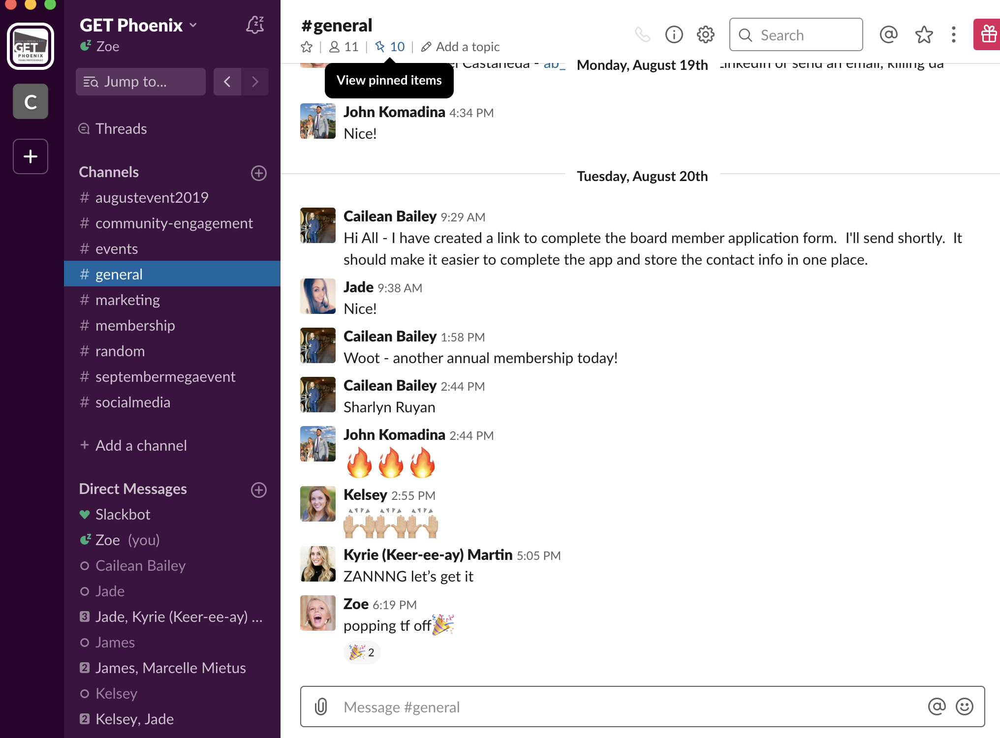 GET Phoenix
Zoe
Jump to...
C
GET
PHOENIX
YOUNG PROFESSIONALS
Threads
Channels
# augustevent2019
# community-engagement
# events
# general
# marketing
# membership
# random
# septembermegaevent
# socialmedia
+ Add a channel
Direct Messages
Slackbot
Zoe (you)
Cailean Bailey
Jade
3 Jade, Kyrie (Keer-ee-ay) ...
James
2 James, Marcelle Mietus
Kelsey
2 Kelsey, Jade
#general
11 | 10 | Add a topic
Search
View pinned items
Castaneda - ab_
Monday, August 19th
LinkedIn or send an email, killing da
John Komadina 4:34 PM
Nice!
Tuesday, August 20th
Cailean Bailey 9:29 AM
Hi All - I have created a link to complete the board member application form. I'll send shortly. It
should make it easier to complete the app and store the contact info in one place.
Jade 9:38 AM
Nice!
Cailean Bailey 1:58 PM
Woot - another annual membership today!
Cailean Bailey 2:44 PM
Sharlyn Ruyan
John Komadina 2:44 PM
🔥🔥🔥
Kelsey 2:55 PM
🙌🏼🙌🏼🙌🏼
Kyrie (Keer-ee-ay) Martin 5:05 PM
ZANNNG let’s get it
Zoe 6:19 PM
popping tf off🎉
🎉 2
Message #general